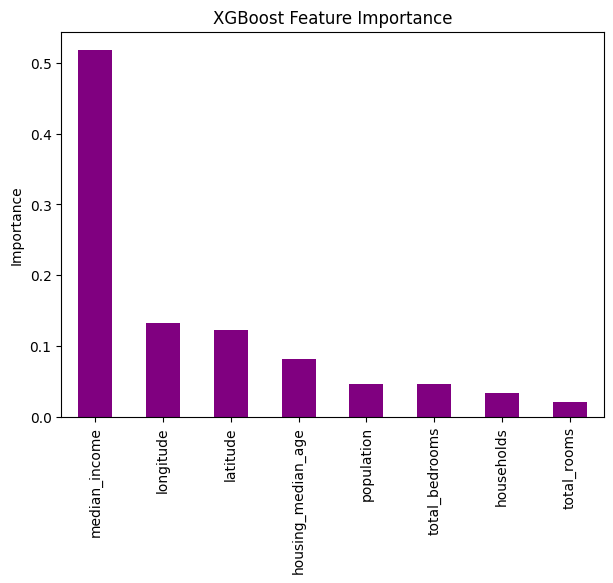 XGBoost Feature Importance
Importance
0.5
0.4
0.3
0.2
0.1
0.0
median_income
longitude
latitude
housing_median_age
population
total_bedrooms
households
total_rooms